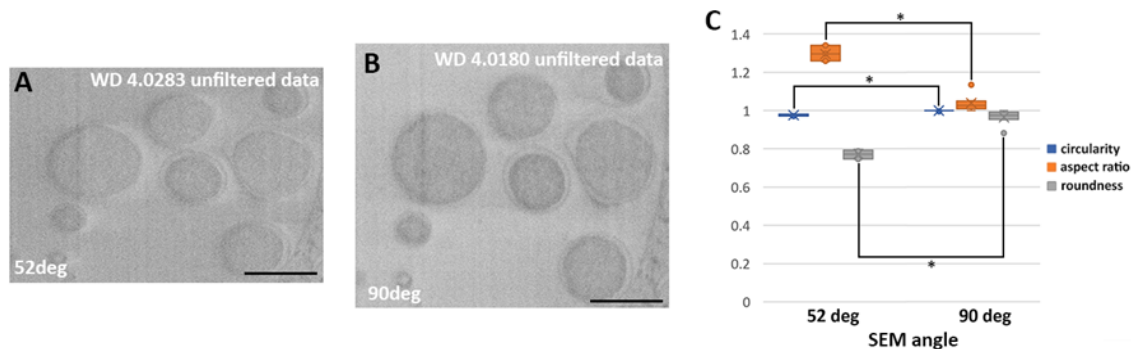 A
WD 4.0283 unfiltered data
52deg
B
WD 4.0180 unfiltered data
90deg
C
*
*
*
1.4
1.2
1
0.8
0.6
0.4
0.2
0
52 deg
90 deg
SEM angle
circularity
aspect ratio
roundness